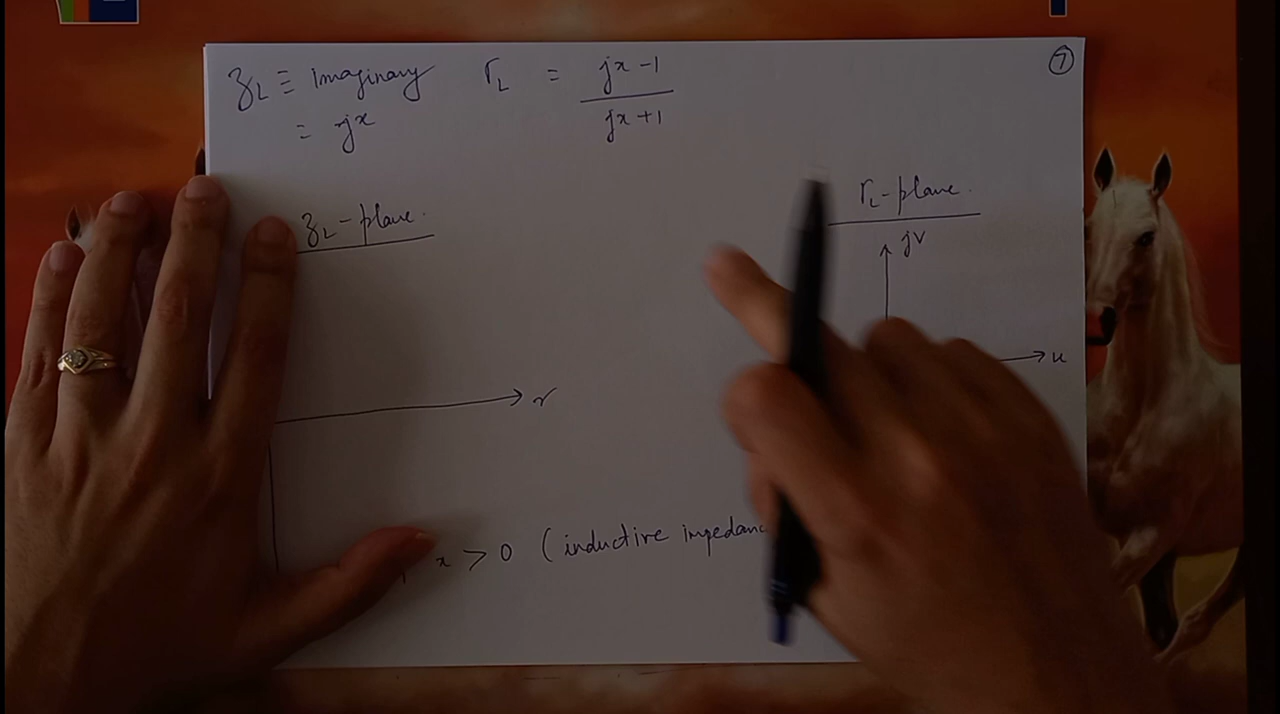 zL ≡ Imaginary ΓL = jx-1 / jx+1
= jx
7
zL-plane.
ΓL-plane.
jv
u
r
x > 0 (inductive impedanc